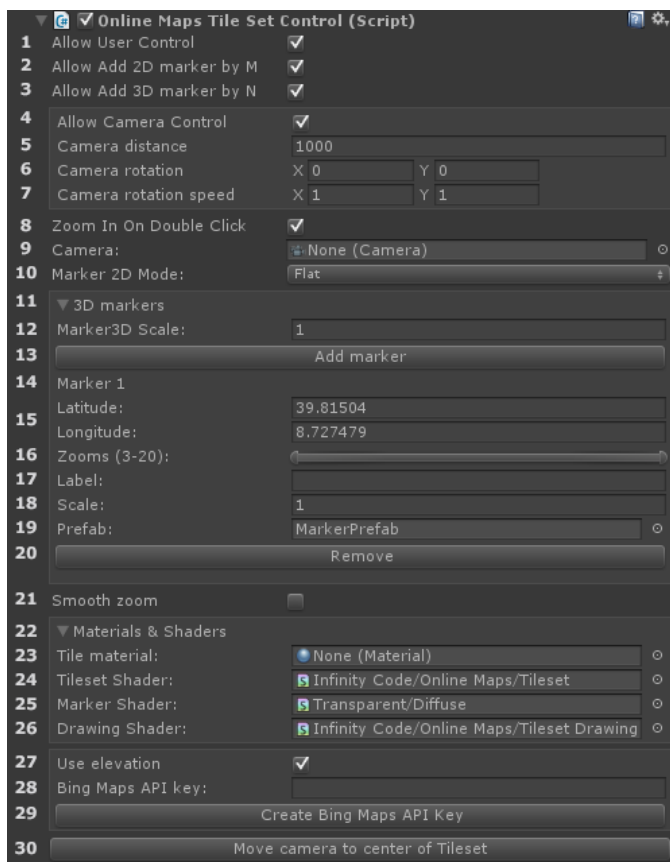 Online Maps Tile Set Control (Script)
1 Allow User Control
2 Allow Add 2D marker by M
3 Allow Add 3D marker by N
4 Allow Camera Control
5 Camera distance 1000
6 Camera rotation X 0 Y 0
7 Camera rotation speed X 1 Y 1
8 Zoom In On Double Click
9 Camera: None (Camera)
10 Marker 2D Mode: Flat
11 3D markers
12 Marker3D Scale: 1
13 Add marker
14 Marker 1
15 Latitude: 39.81504
Longitude: 8.727479
16 Zooms (3-20):
17 Label:
18 Scale: 1
19 Prefab: MarkerPrefab
20 Remove
21 Smooth zoom
22 Materials & Shaders
23 Tile material: None (Material)
24 Tileset Shader: Infinity Code/Online Maps/Tileset
25 Marker Shader: Transparent/Diffuse
26 Drawing Shader: Infinity Code/Online Maps/Tileset Drawing
27 Use elevation
28 Bing Maps API key:
29 Create Bing Maps API Key
30 Move camera to center of Tileset